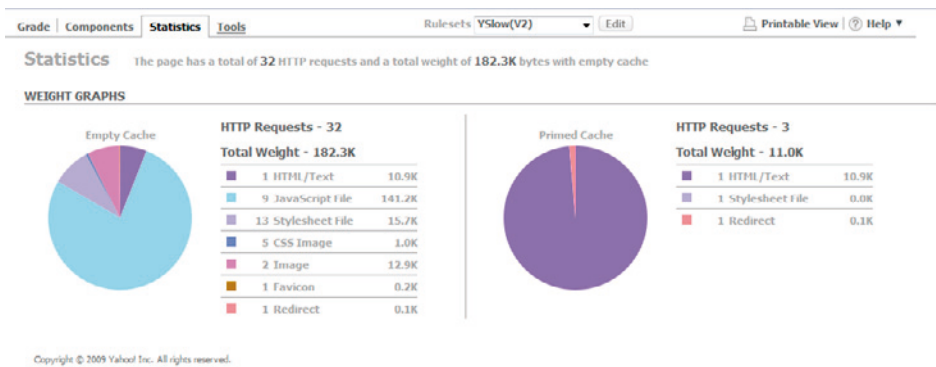 Grade | Components Statistics Tools Rulesets YSlow(V2) Edit Printable View | ? Help
Statistics The page has a total of 32 HTTP requests and a total weight of 182.3K bytes with empty cache
WEIGHT GRAPHS
Empty Cache
HTTP Requests - 32
Total Weight - 182.3K
1 HTML/Text 10.9K
9 JavaScript File 141.2K
13 Stylesheet File 15.7K
5 CSS Image 1.0K
2 Image 12.9K
1 Favicon 0.2K
1 Redirect 0.1K
Primed Cache
HTTP Requests - 3
Total Weight - 11.0K
1 HTML/Text 10.9K
1 Stylesheet File 0.0K
1 Redirect 0.1K
Copyright © 2009 Yahoo! Inc. All rights reserved.